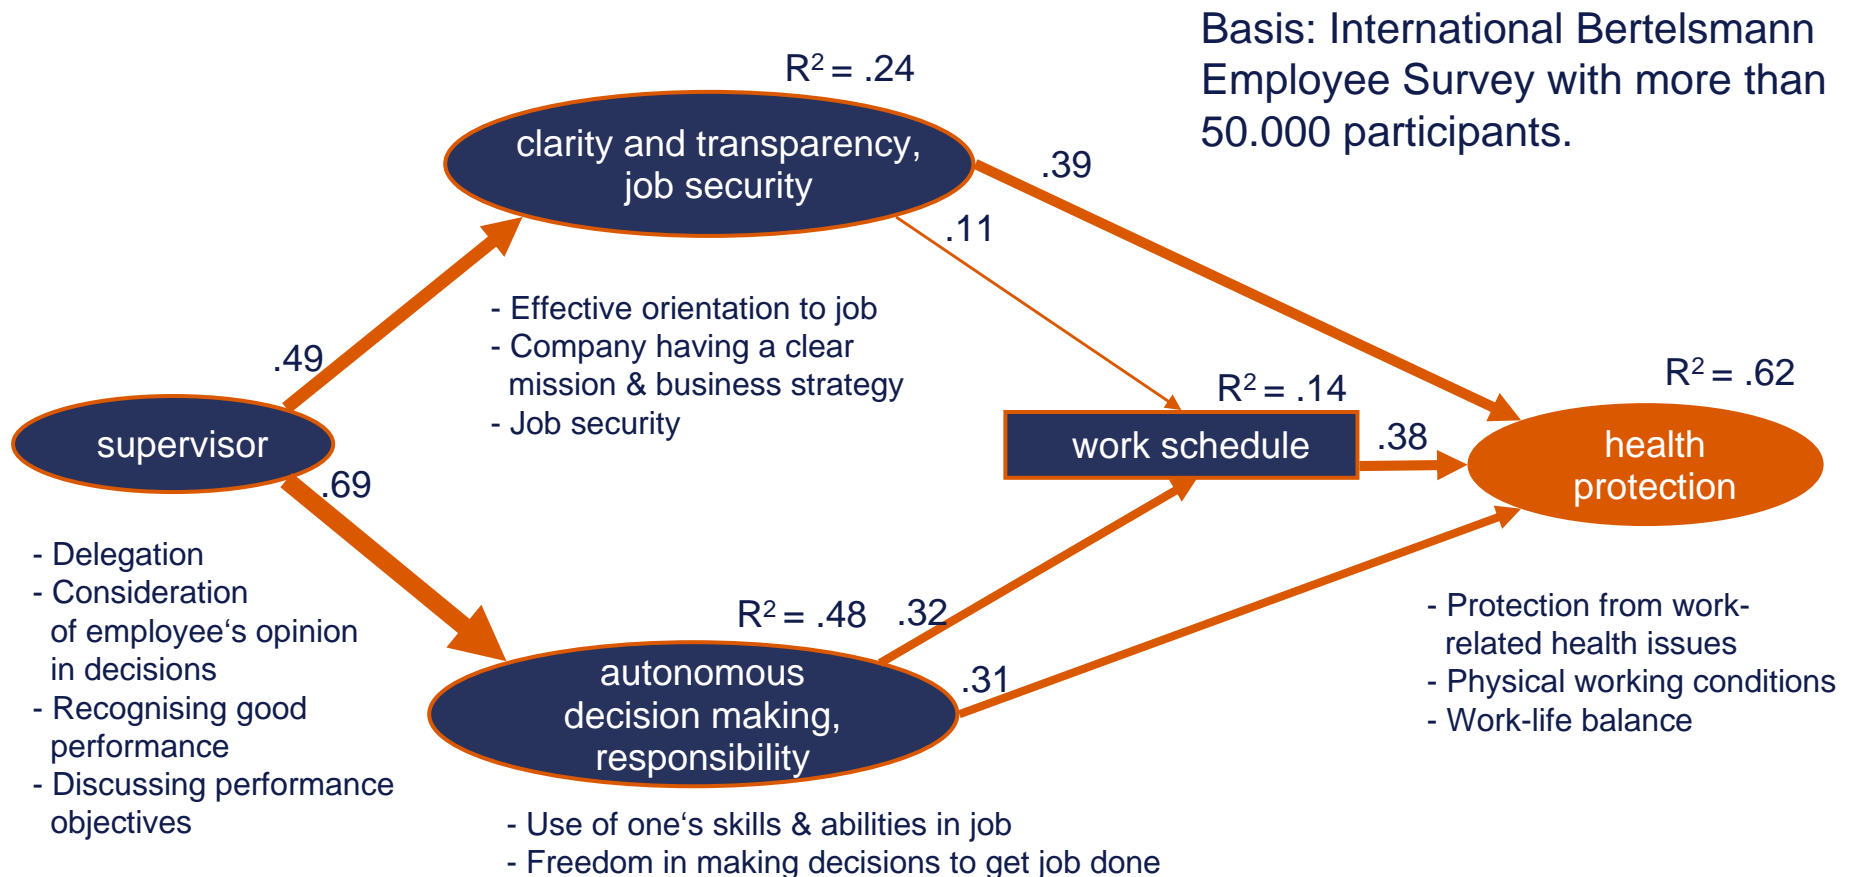 Basis: International Bertelsmann
Employee Survey with more than
50.000 participants.
R² = .24
clarity and transparency,
job security
.39
.11
- Effective orientation to job
- Company having a clear
mission & business strategy
- Job security
.49
supervisor
.69
- Delegation
- Consideration
of employee‘s opinion
in decisions
- Recognising good
performance
- Discussing performance
objectives
R² = .14
work schedule
.38
R² = .62
health
protection
- Protection from work-
related health issues
- Physical working conditions
- Work-life balance
R² = .48
.32
.31
autonomous
decision making,
responsibility
- Use of one‘s skills & abilities in job
- Freedom in making decisions to get job done